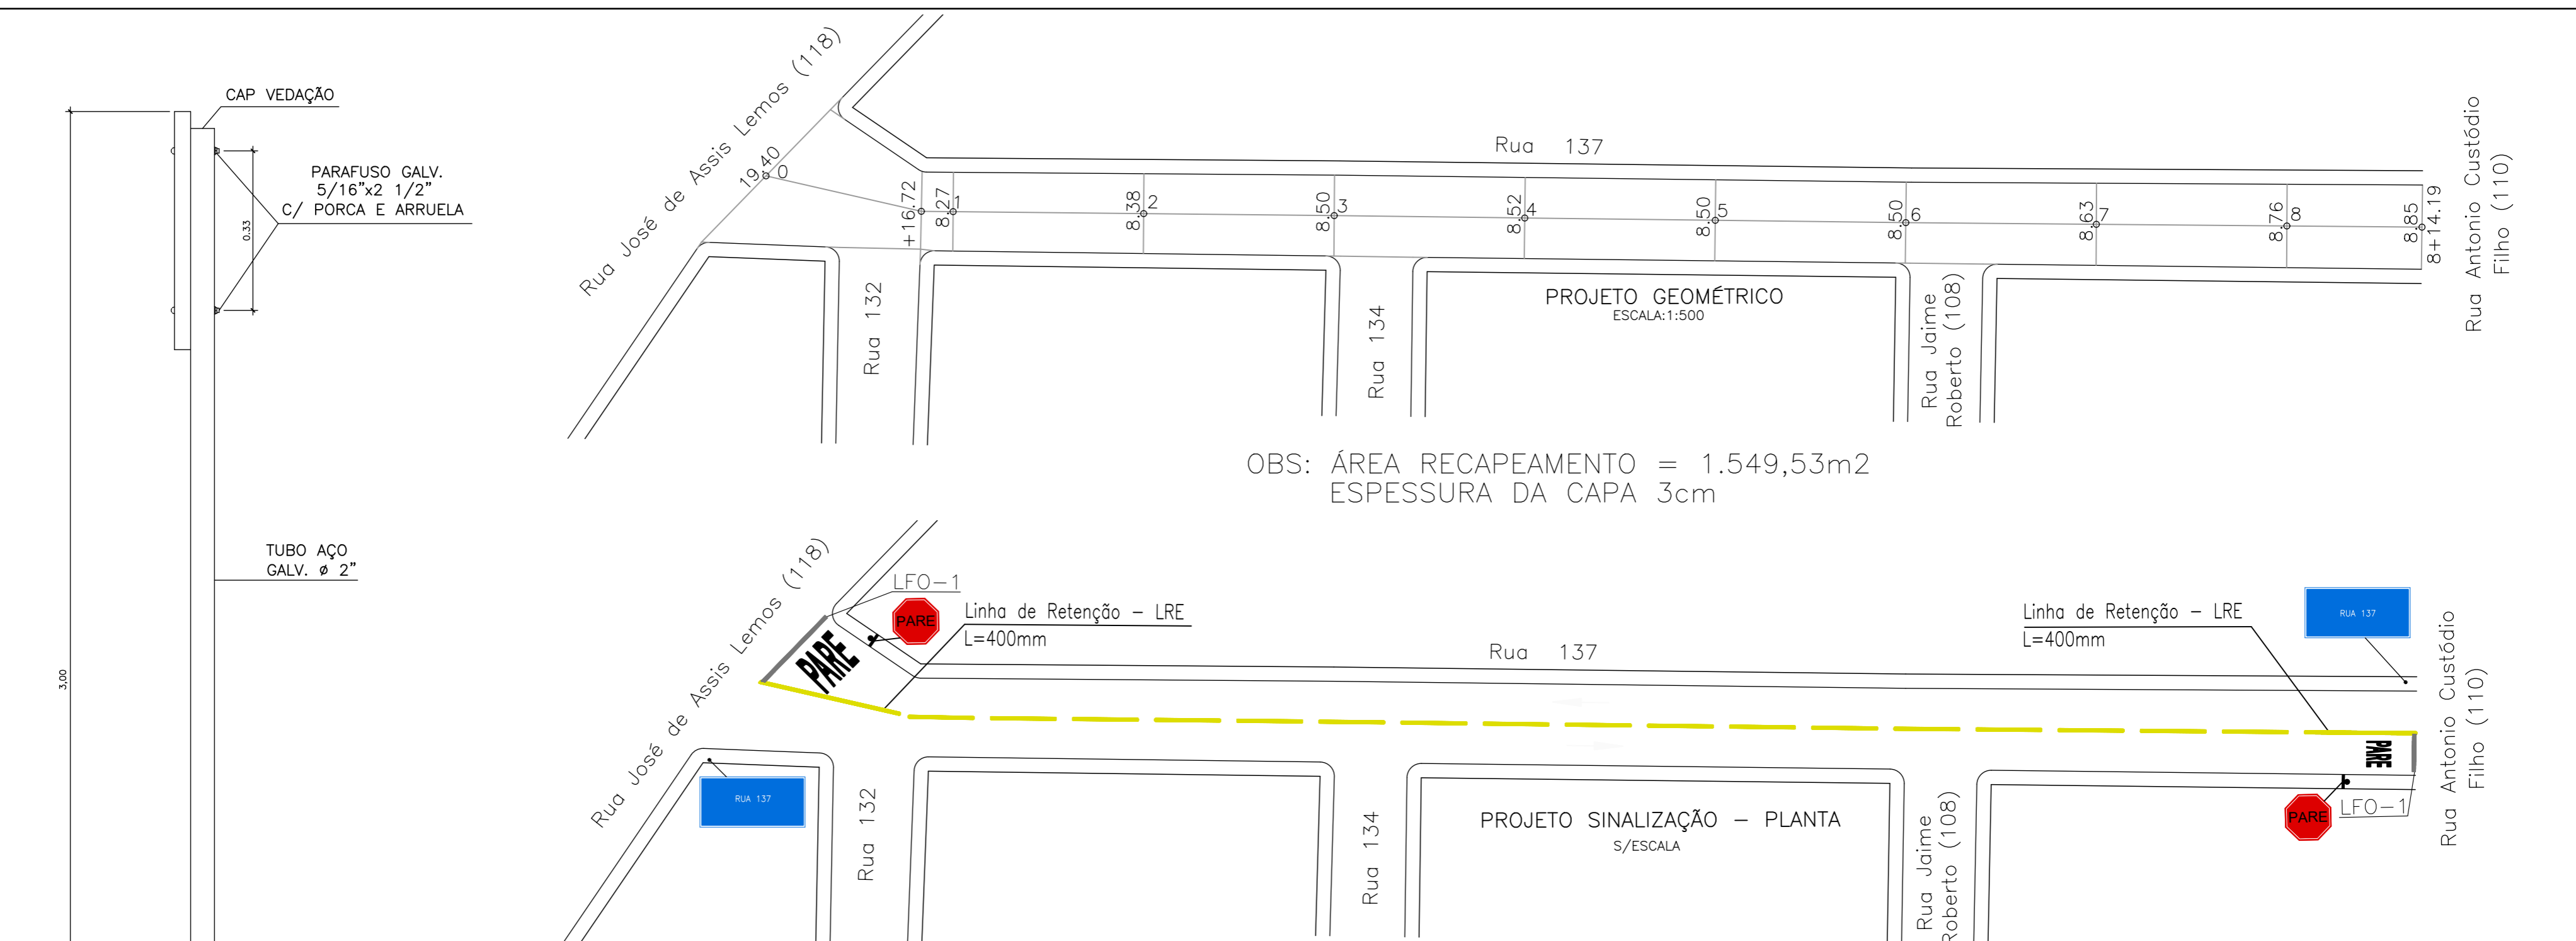 CAP VEDAÇÃO
PARAFUSO GALV.
5/16"x2 1/2"
C/ PORCA E ARRUELA
0.33
TUBO AÇO
GALV. ø 2"
3,00
Rua José de Assis Lemos (118)
19.40
0
+16.72
8.27
1
8.38
2
8.50
3
8.52
4
8.50
5
8.50
6
8.63
7
8.76
8
8.85
8+14.19
Rua 137
Rua Antonio Custódio
Filho (110)
Rua 132
Rua 134
Rua Jaime
Roberto (108)
PROJETO GEOMÉTRICO
ESCALA:1:500
OBS: ÁREA RECAPEAMENTO = 1.549,53m2
ESPESSURA DA CAPA 3cm
Rua José de Assis Lemos (118)
LFO-1
PARE
PARE
Linha de Retenção - LRE
L=400mm
Rua 137
Linha de Retenção - LRE
L=400mm
RUA 137
Rua Antonio Custódio
Filho (110)
PARE
PARE
LFO-1
RUA 137
Rua 132
Rua 134
Rua Jaime
Roberto (108)
PROJETO SINALIZAÇÃO - PLANTA
S/ESCALA